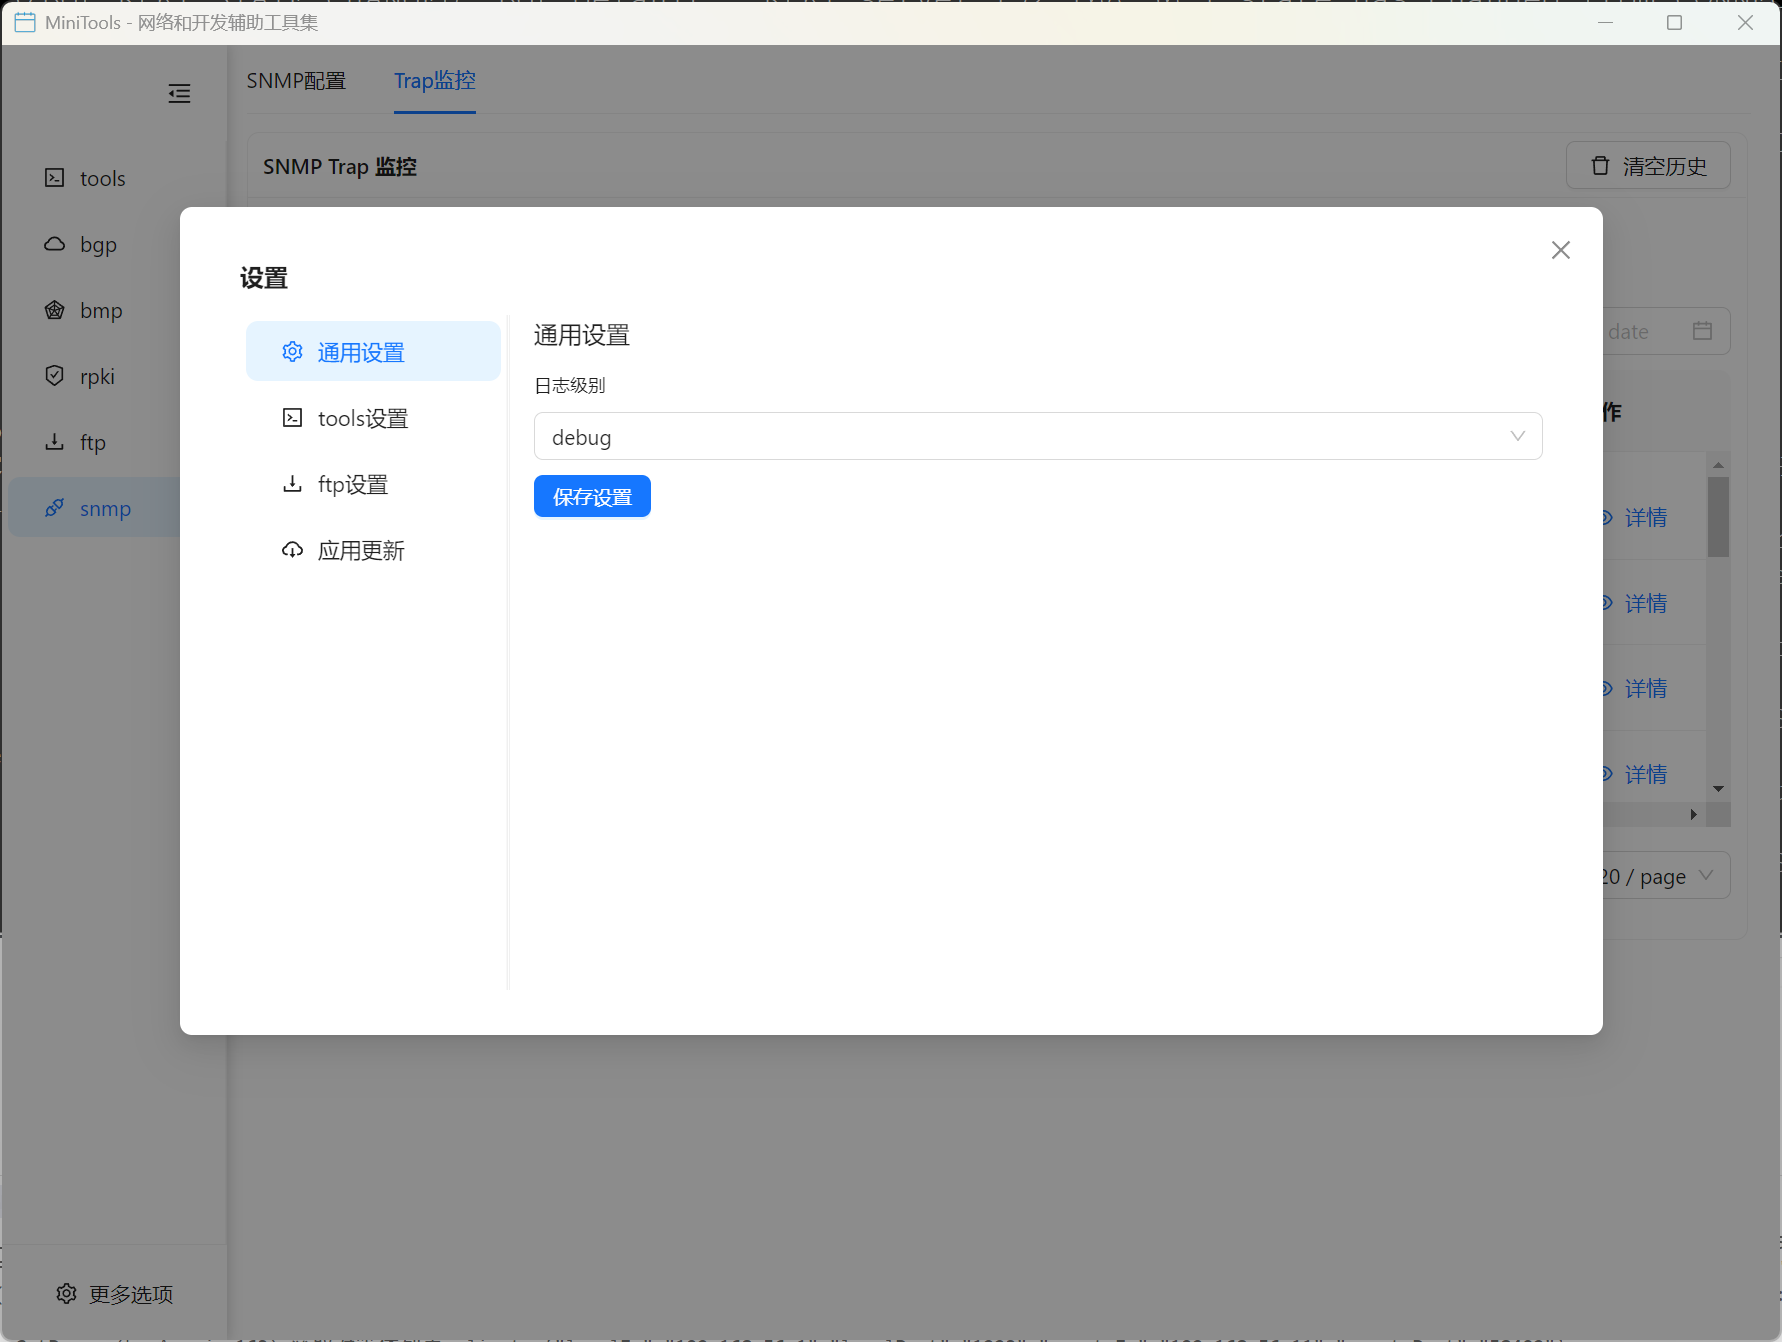 MiniTools - 网络和开发辅助工具集
SNMP配置
Trap监控
tools
bgp
bmp
rpki
ftp
snmp
SNMP Trap 监控
清空历史
设置
通用设置
tools设置
ftp设置
应用更新
通用设置
日志级别
debug
保存设置
date
作
详情
详情
详情
详情
20 / page
更多选项